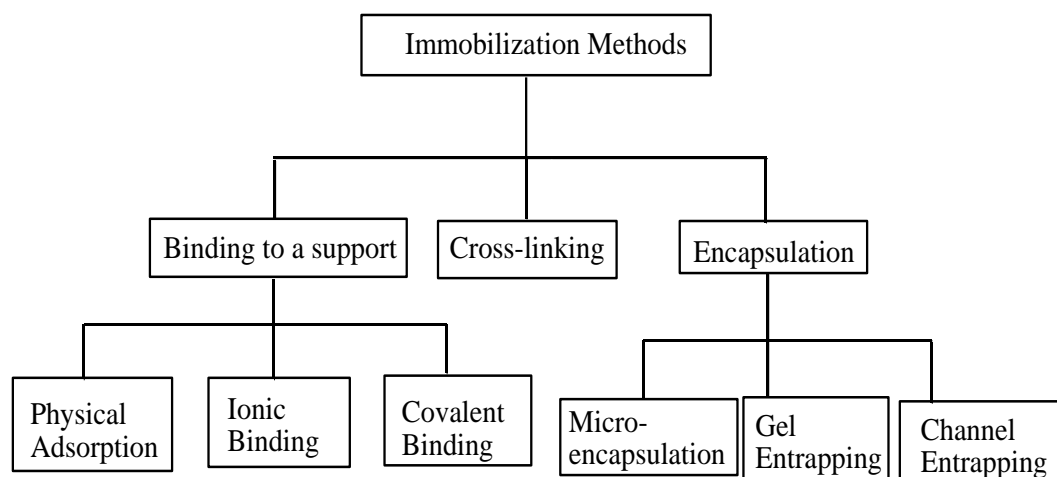 Immobilization Methods
Binding to a support
Cross-linking
Encapsulation
Physical
Adsorption
Ionic
Binding
Covalent
Binding
Micro-
encapsulation
Gel
Entrapping
Channel
Entrapping